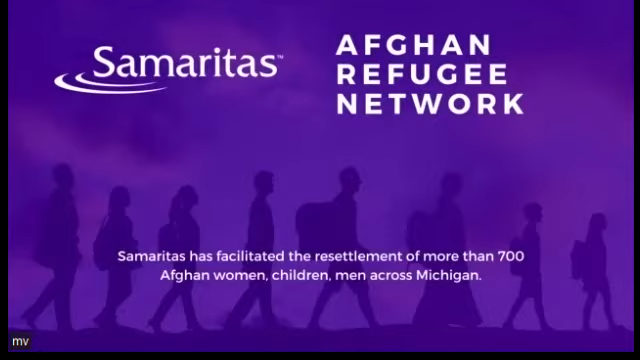 Samaritas™
AFGHAN
REFUGEE
NETWORK
Samaritas has facilitated the resettlement of more than 700
Afghan women, children, men across Michigan.
mv